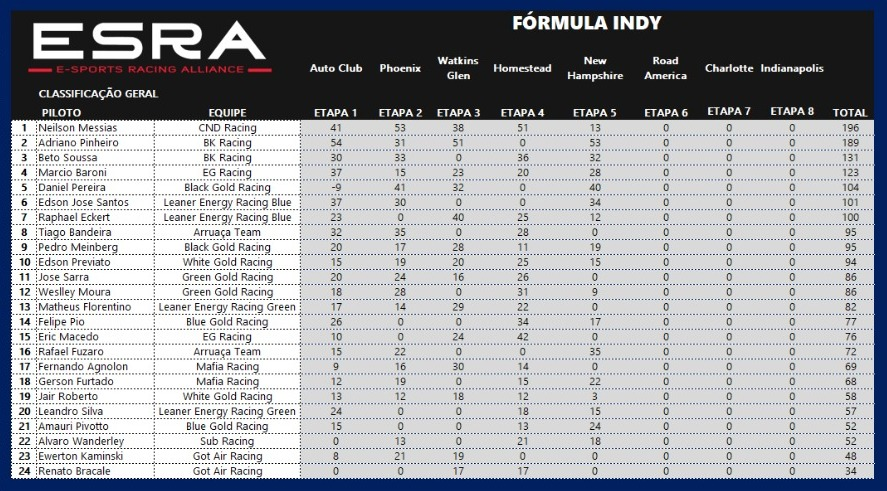 ESRA
E-SPORTS RACING ALLIANCE
FÓRMULA INDY
Auto Club Phoenix Watkins Glen Homestead New Hampshire Road America Charlotte Indianapolis
CLASSIFICAÇÃO GERAL
PILOTO EQUIPE ETAPA 1 ETAPA 2 ETAPA 3 ETAPA 4 ETAPA 5 ETAPA 6 ETAPA 7 ETAPA 8 TOTAL
1 Neilson Messias CND Racing 41 53 38 51 13 0 0 0 196
2 Adriano Pinheiro BK Racing 54 31 51 0 53 0 0 0 189
3 Beto Soussa BK Racing 30 33 0 36 32 0 0 0 131
4 Marcio Baroni EG Racing 37 15 23 20 28 0 0 0 123
5 Daniel Pereira Black Gold Racing -9 41 32 0 40 0 0 0 104
6 Edson Jose Santos Leaner Energy Racing Blue 37 30 0 0 34 0 0 0 101
7 Raphael Eckert Leaner Energy Racing Blue 23 0 40 25 12 0 0 0 100
8 Tiago Bandeira Arruaça Team 32 35 0 28 0 0 0 0 95
9 Pedro Meinberg Black Gold Racing 20 17 28 11 19 0 0 0 95
10 Edson Previato White Gold Racing 15 19 20 25 15 0 0 0 94
11 Jose Sarra Green Gold Racing 20 24 16 26 0 0 0 0 86
12 Weslley Moura Green Gold Racing 18 28 0 31 9 0 0 0 86
13 Matheus Florentino Leaner Energy Racing Green 17 14 29 22 0 0 0 0 82
14 Felipe Pio Blue Gold Racing 26 0 0 34 17 0 0 0 77
15 Eric Macedo EG Racing 10 0 24 42 0 0 0 0 76
16 Rafael Fuzaro Arruaça Team 15 22 0 0 35 0 0 0 72
17 Fernando Agnolon Mafia Racing 9 16 30 14 0 0 0 0 69
18 Gerson Furtado Mafia Racing 12 19 0 15 22 0 0 0 68
19 Jair Roberto White Gold Racing 13 12 18 12 3 0 0 0 58
20 Leandro Silva Leaner Energy Racing Green 24 0 0 18 15 0 0 0 57
21 Amauri Pivotto Blue Gold Racing 15 0 0 13 24 0 0 0 52
22 Alvaro Wanderley Sub Racing 0 13 0 21 18 0 0 0 52
23 Ewerton Kaminski Got Air Racing 8 21 19 0 0 0 0 0 48
24 Renato Bracale Got Air Racing 0 0 17 17 0 0 0 0 34